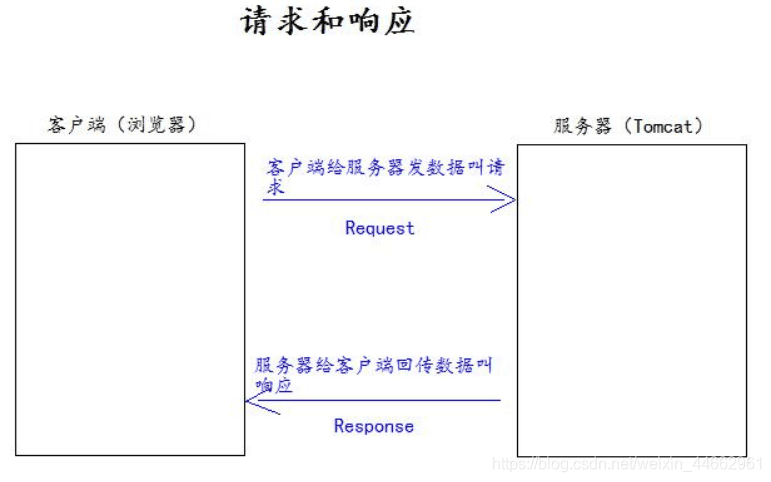 请求和响应
客户端（浏览器）
服务器（Tomcat）
客户端给服务器发数据叫请
求
Request
服务器给客户端回传数据叫
响应
Response
https://blog.csdn.net/weixin_44662961